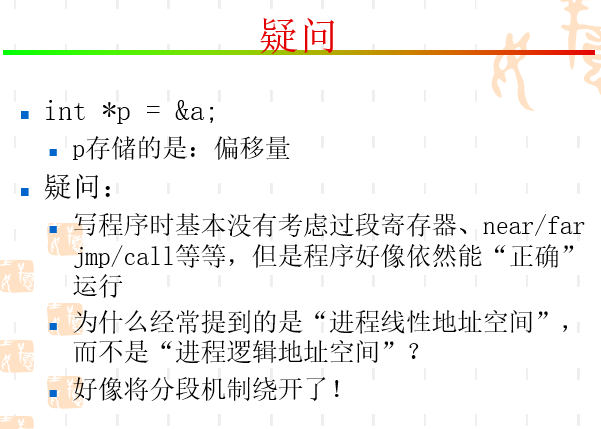 疑问
int *p = &a;
p存储的是：偏移量
疑问：
写程序时基本没有考虑过段寄存器、near/far
jmp/call等等，但是程序好像依然能“正确”
运行
为什么经常提到的是“进程线性地址空间”，
而不是“进程逻辑地址空间”？
好像将分段机制绕开了！